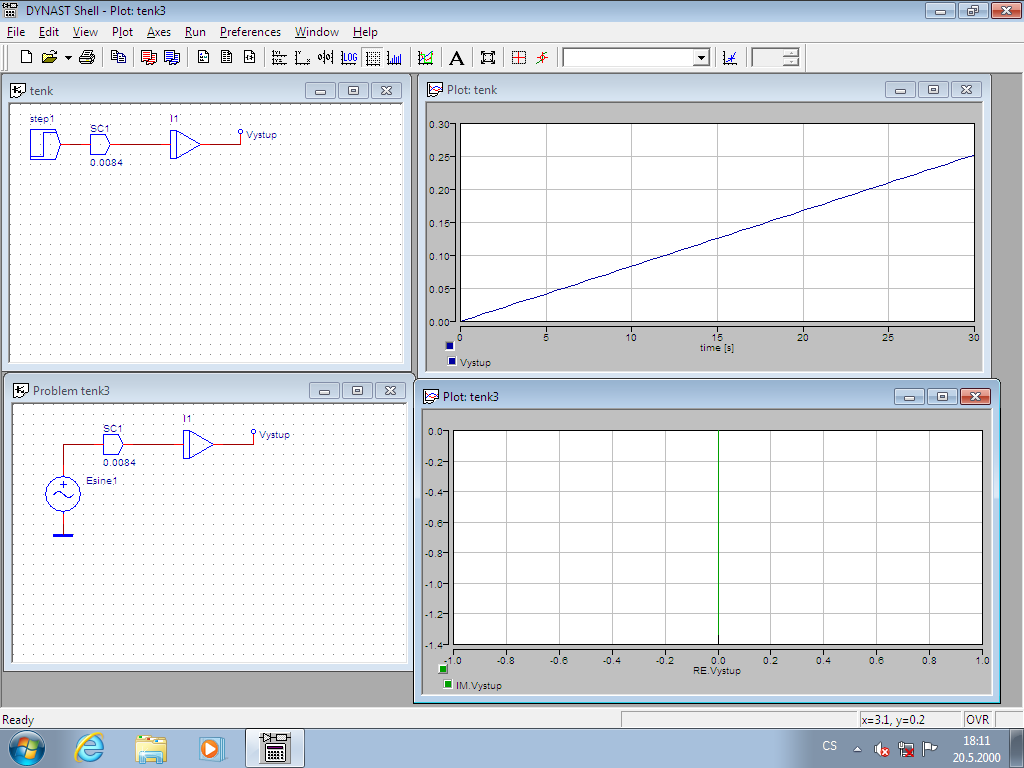 DYNAST Shell - Plot: tenk3
File Edit View Plot Axes Run Preferences Window Help
LOG A
tenk
step1
SC1
0.0084
I1
Vystup
Plot: tenk
0.30
0.25
0.20
0.15
0.10
0.05
0.00
0 5 10 15 20 25 30
time [s]
Vystup
Problem tenk3
SC1
0.0084
I1
Vystup
Esine1
Plot: tenk3
0.0
-0.2
-0.4
-0.6
-0.8
-1.0
-1.2
-1.4
-1.0 -0.8 -0.6 -0.4 -0.2 0.0 0.2 0.4 0.6 0.8 1.0
RE.Vystup
IM.Vystup
Ready x=3.1, y=0.2 OVR
CS 18:11
20.5.2000